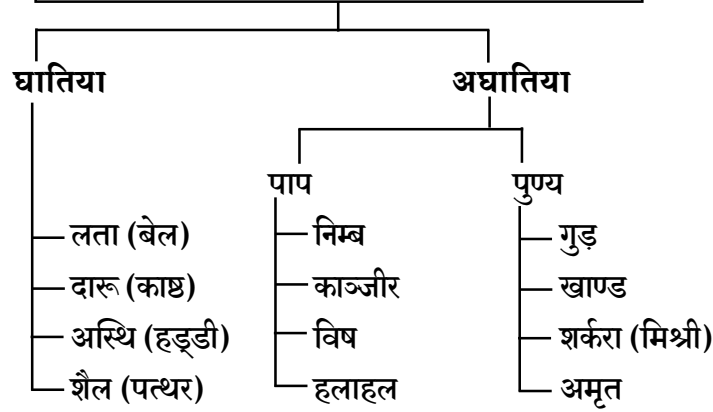 घातिया अघातिया
पाप पुण्य
लता (बेल) निम्ब गुड़
दारू (काष्ठ) काञ्जीर खाण्ड
अस्थि (हड्डी) विष शर्करा (मिश्री)
शैल (पत्थर) हलाहल अमृत